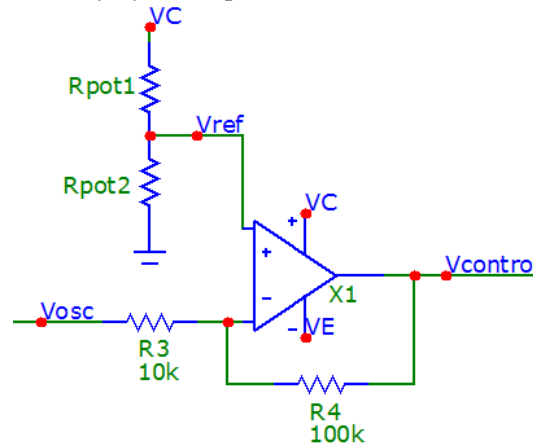 VC
Rpot1
Vref
Rpot2
+ VC
+
X1
Vcontro
-
Vosc
- VE
R3
10k
R4
100k